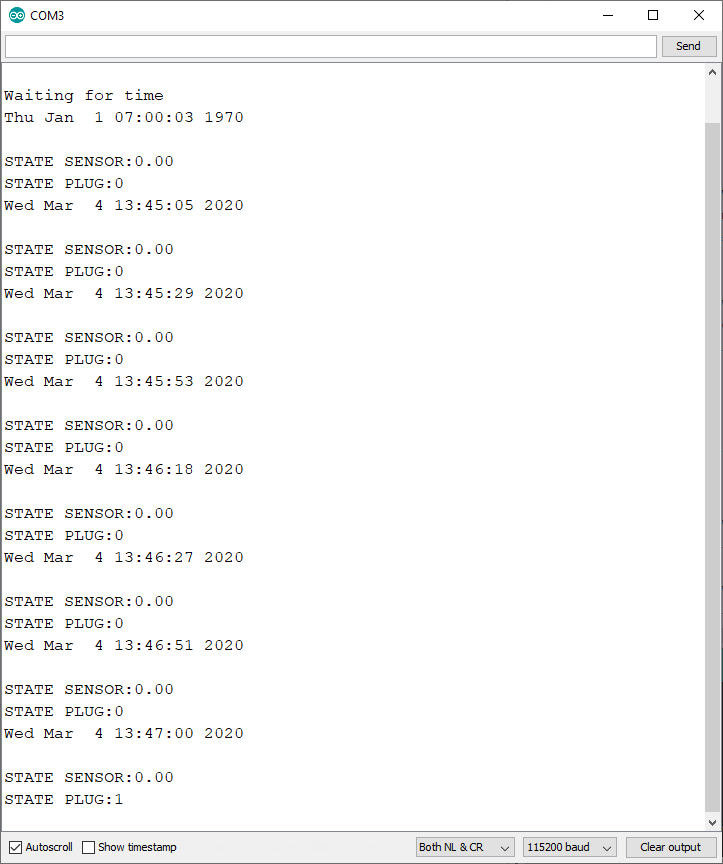 COM3
Send
Waiting for time
Thu Jan  1 07:00:03 1970
STATE SENSOR:0.00
STATE PLUG:0
Wed Mar  4 13:45:05 2020
STATE SENSOR:0.00
STATE PLUG:0
Wed Mar  4 13:45:29 2020
STATE SENSOR:0.00
STATE PLUG:0
Wed Mar  4 13:45:53 2020
STATE SENSOR:0.00
STATE PLUG:0
Wed Mar  4 13:46:18 2020
STATE SENSOR:0.00
STATE PLUG:0
Wed Mar  4 13:46:27 2020
STATE SENSOR:0.00
STATE PLUG:0
Wed Mar  4 13:46:51 2020
STATE SENSOR:0.00
STATE PLUG:0
Wed Mar  4 13:47:00 2020
STATE SENSOR:0.00
STATE PLUG:1
Autoscroll Show timestamp Both NL & CR 115200 baud Clear output